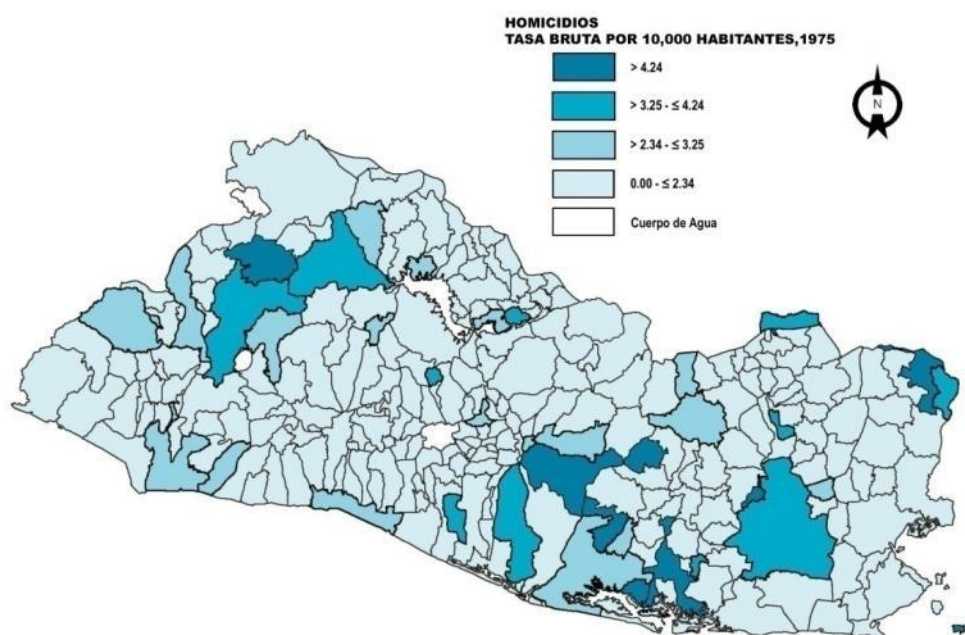 HOMICIDIOS
TASA BRUTA POR 10,000 HABITANTES,1975
> 4.24
> 3.25 - ≤ 4.24
> 2.34 - ≤ 3.25
0.00 - ≤ 2.34
Cuerpo de Agua
N